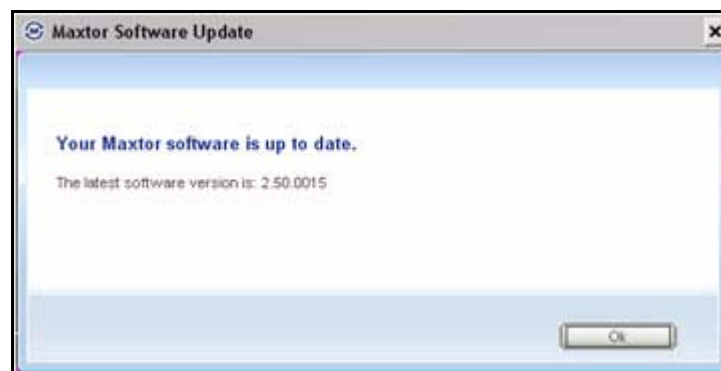 Maxtor Software Update
Your Maxtor software is up to date.
The latest software version is: 2.50.0015
Ok